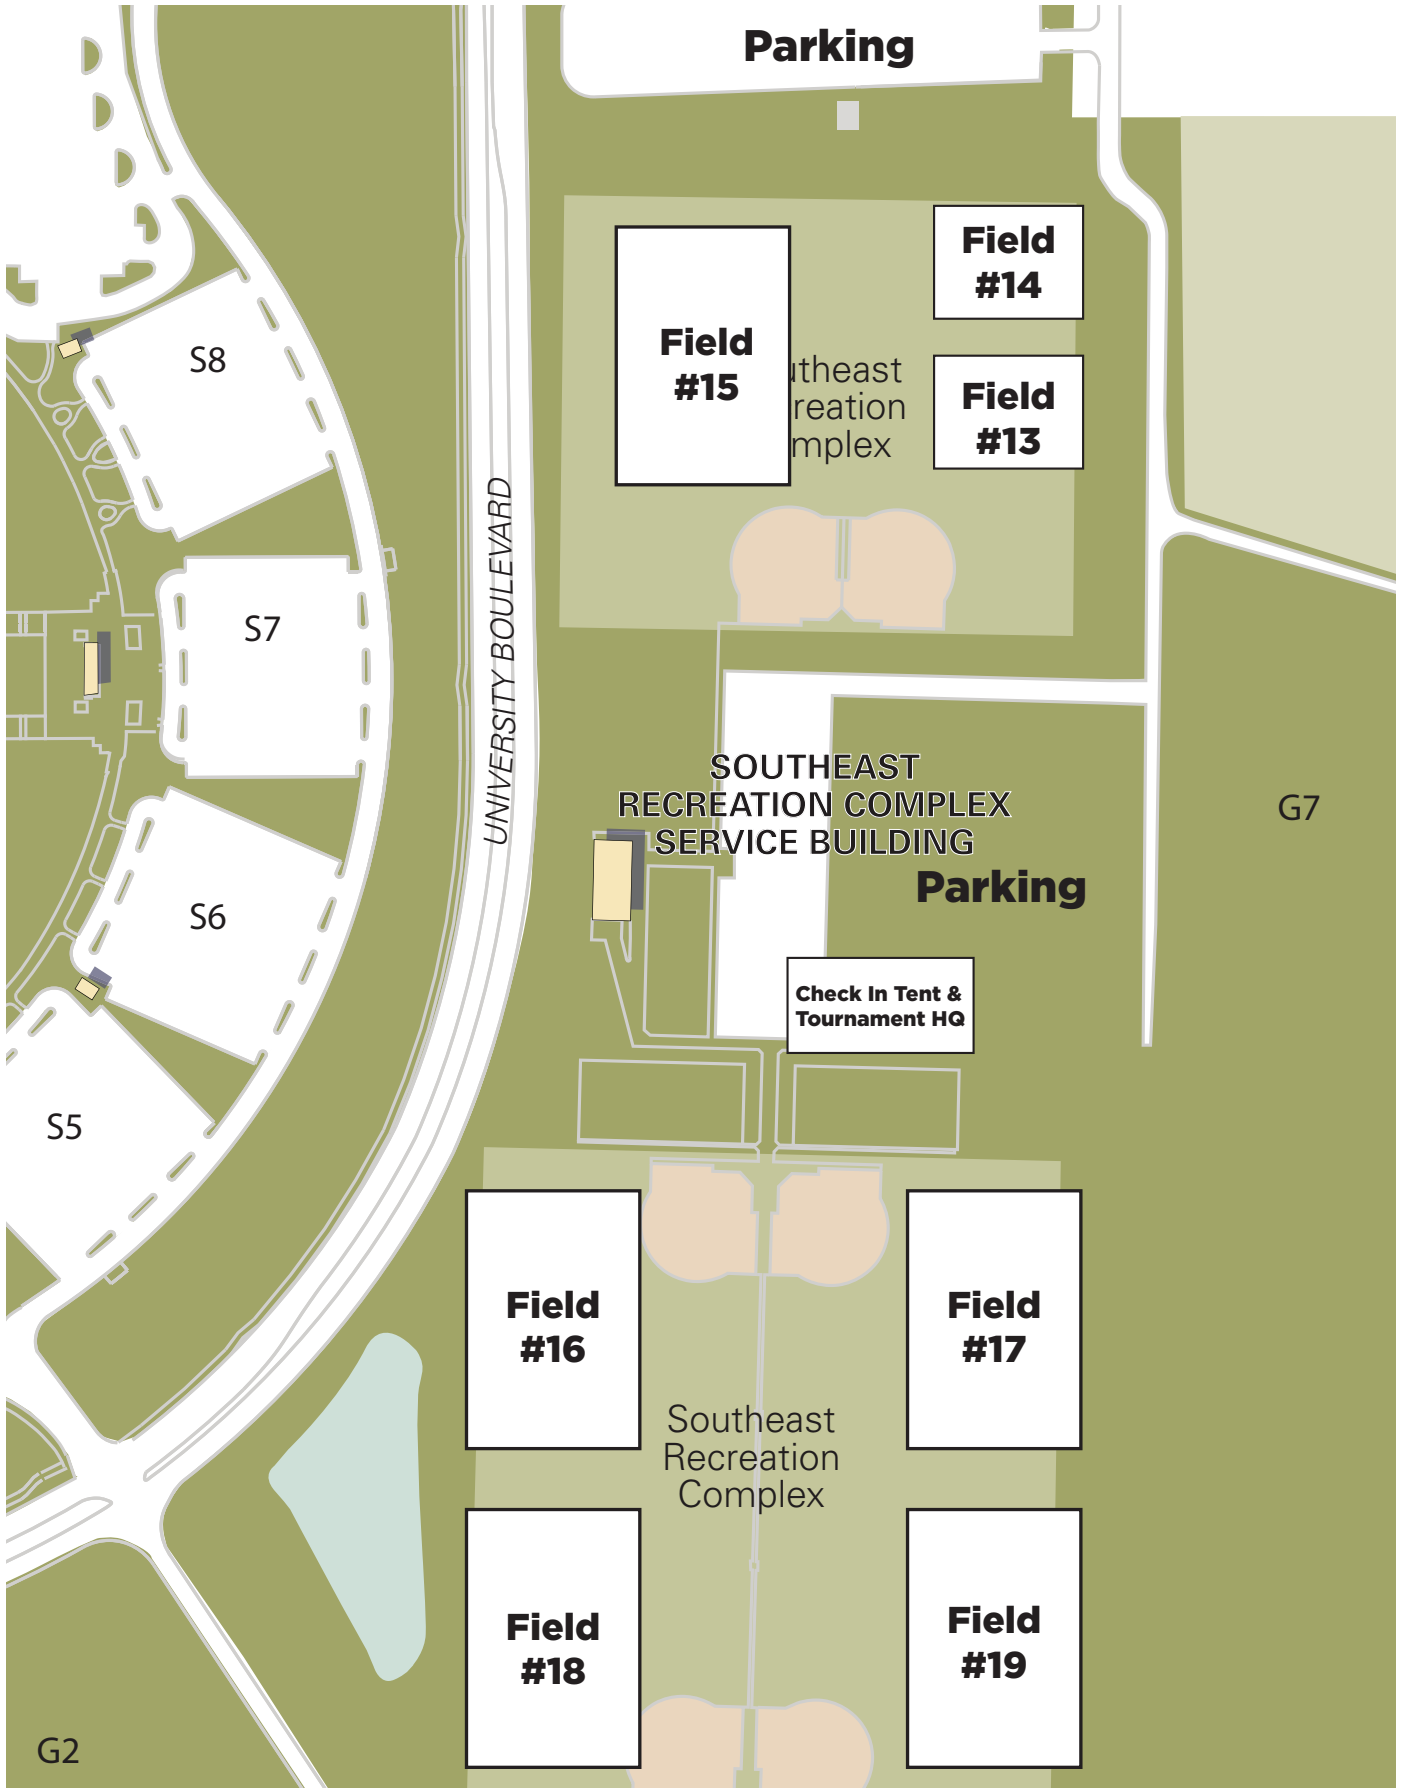 Parking
Field
#14
Field
#15
utheast
reation
mplex
Field
#13
S8
S7
UNIVERSITY BOULEVARD
SOUTHEAST
RECREATION COMPLEX
SERVICE BUILDING
G7
Parking
S6
Check In Tent &
Tournament HQ
S5
Field
#16
Field
#17
Southeast
Recreation
Complex
Field
#18
Field
#19
G2